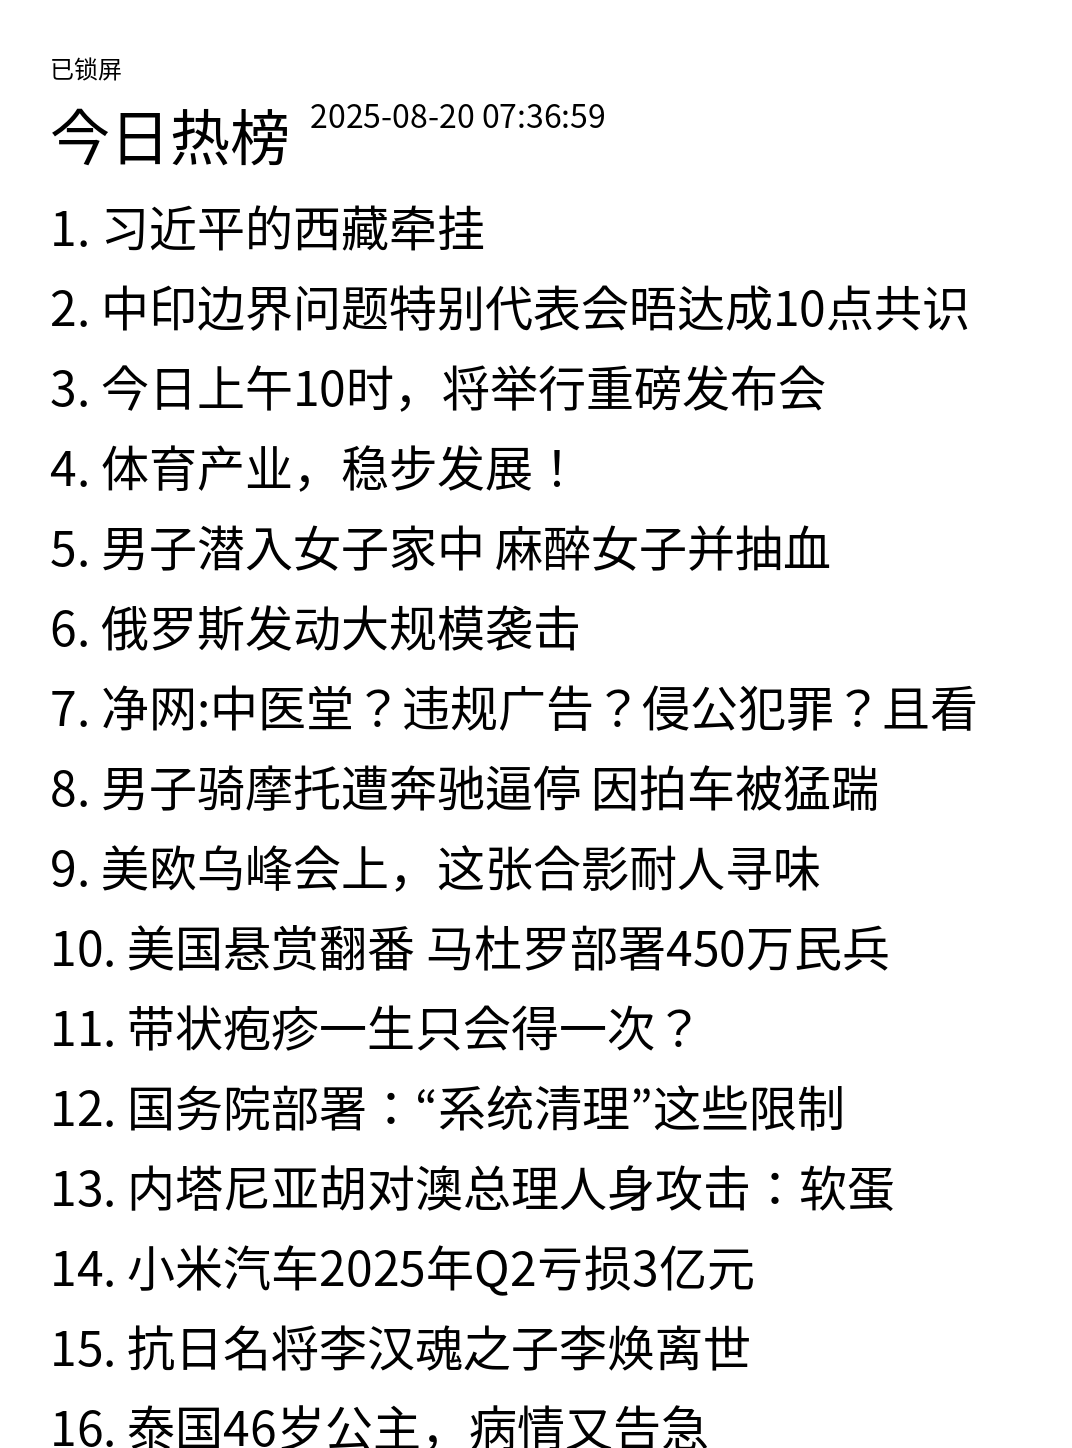 已锁屏
今日热榜 2025-08-20 07:36:59
1. 习近平的西藏牵挂
2. 中印边界问题特别代表会晤达成10点共识
3. 今日上午10时，将举行重磅发布会
4. 体育产业，稳步发展！
5. 男子潜入女子家中 麻醉女子并抽血
6. 俄罗斯发动大规模袭击
7. 净网:中医堂？违规广告？侵公犯罪？且看
8. 男子骑摩托遭奔驰逼停 因拍车被猛踹
9. 美欧乌峰会上，这张合影耐人寻味
10. 美国悬赏翻番 马杜罗部署450万民兵
11. 带状疱疹一生只会得一次？
12. 国务院部署：“系统清理”这些限制
13. 内塔尼亚胡对澳总理人身攻击：软蛋
14. 小米汽车2025年Q2亏损3亿元
15. 抗日名将李汉魂之子李焕离世
16. 泰国46岁公主，病情又告急